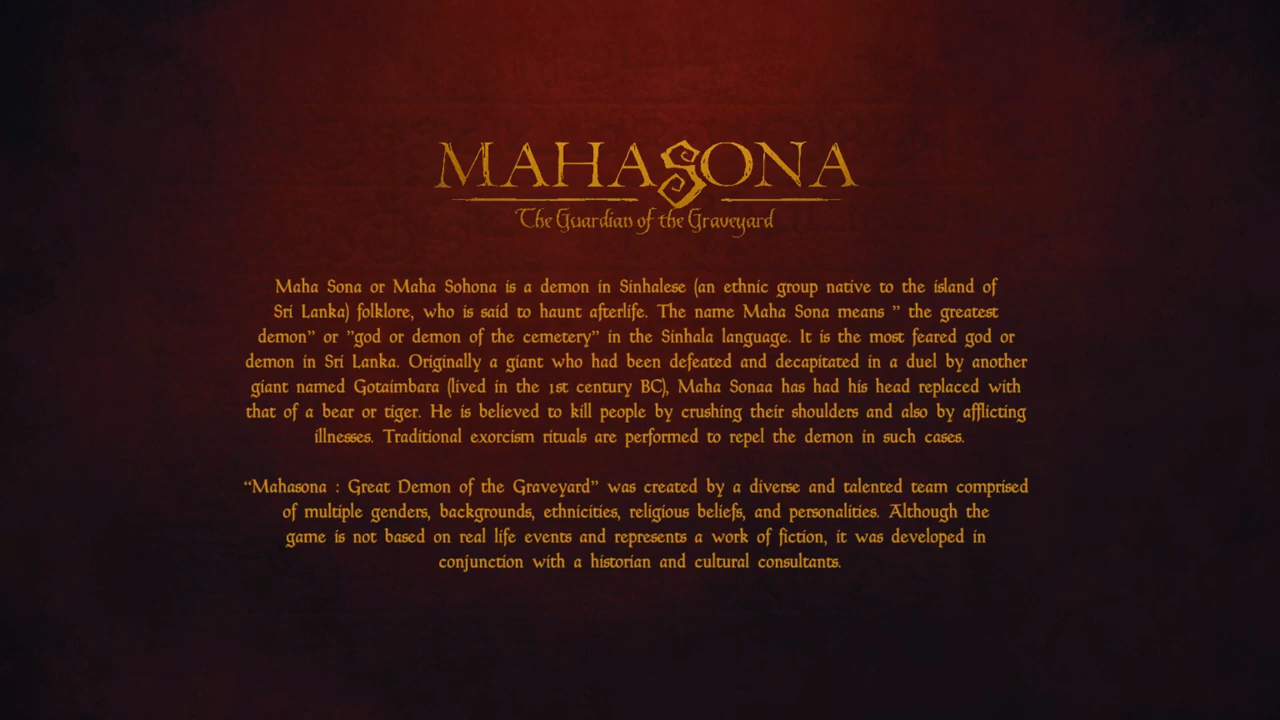 MAHASONA
The Guardian of the Graveyard
Maha Sona or Maha Sohona is a demon in Sinhalese (an ethnic group native to the island of
Sri Lanka) folklore, who is said to haunt afterlife. The name Maha Sona means ” the greatest
demon” or ”god or demon of the cemetery” in the Sinhala language. It is the most feared god or
demon in Sri Lanka. Originally a giant who had been defeated and decapitated in a duel by another
giant named Gotaimbara (lived in the 1st century BC), Maha Sonaa has had his head replaced with
that of a bear or tiger. He is believed to kill people by crushing their shoulders and also by afflicting
illnesses. Traditional exorcism rituals are performed to repel the demon in such cases.
“Mahasona : Great Demon of the Graveyard” was created by a diverse and talented team comprised
of multiple genders, backgrounds, ethnicities, religious beliefs, and personalities. Although the
game is not based on real life events and represents a work of fiction, it was developed in
conjunction with a historian and cultural consultants.